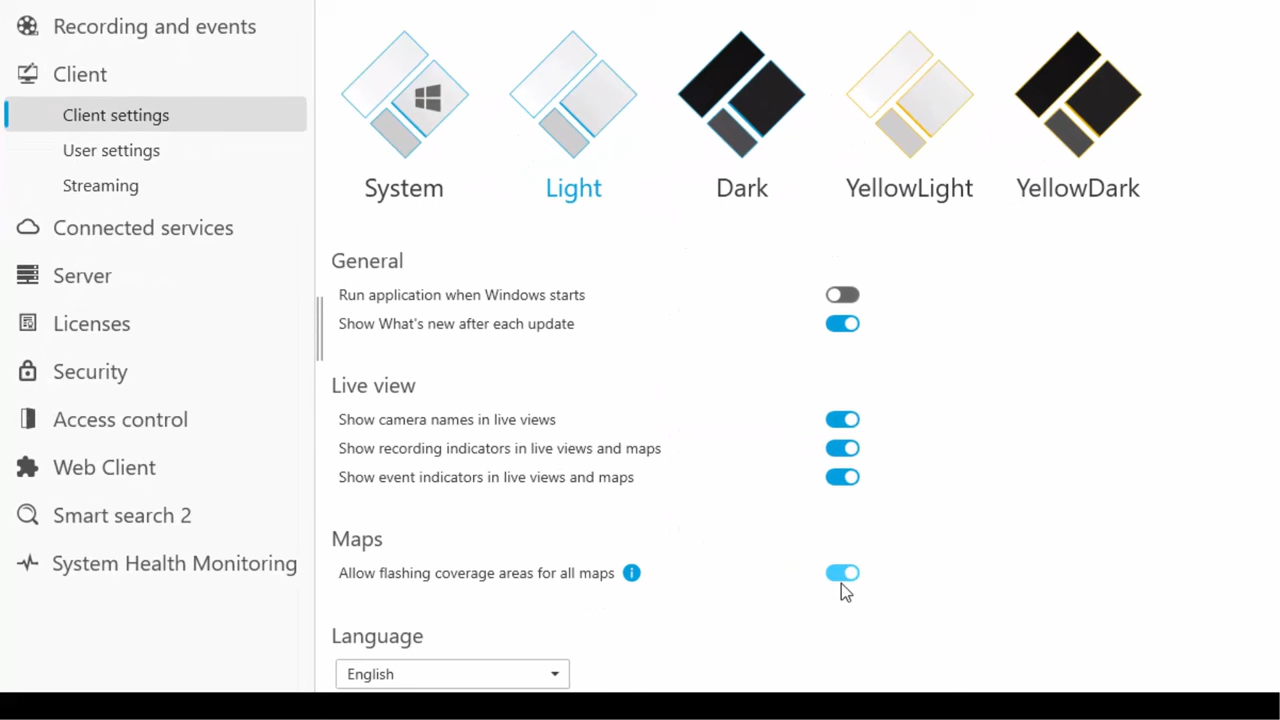 Recording and events
Client
Client settings
User settings
Streaming
Connected services
Server
Licenses
Security
Access control
Web Client
Smart search 2
System Health Monitoring
System
Light
Dark
YellowLight
YellowDark
General
Run application when Windows starts
Show What's new after each update
Live view
Show camera names in live views
Show recording indicators in live views and maps
Show event indicators in live views and maps
Maps
Allow flashing coverage areas for all maps
Language
English